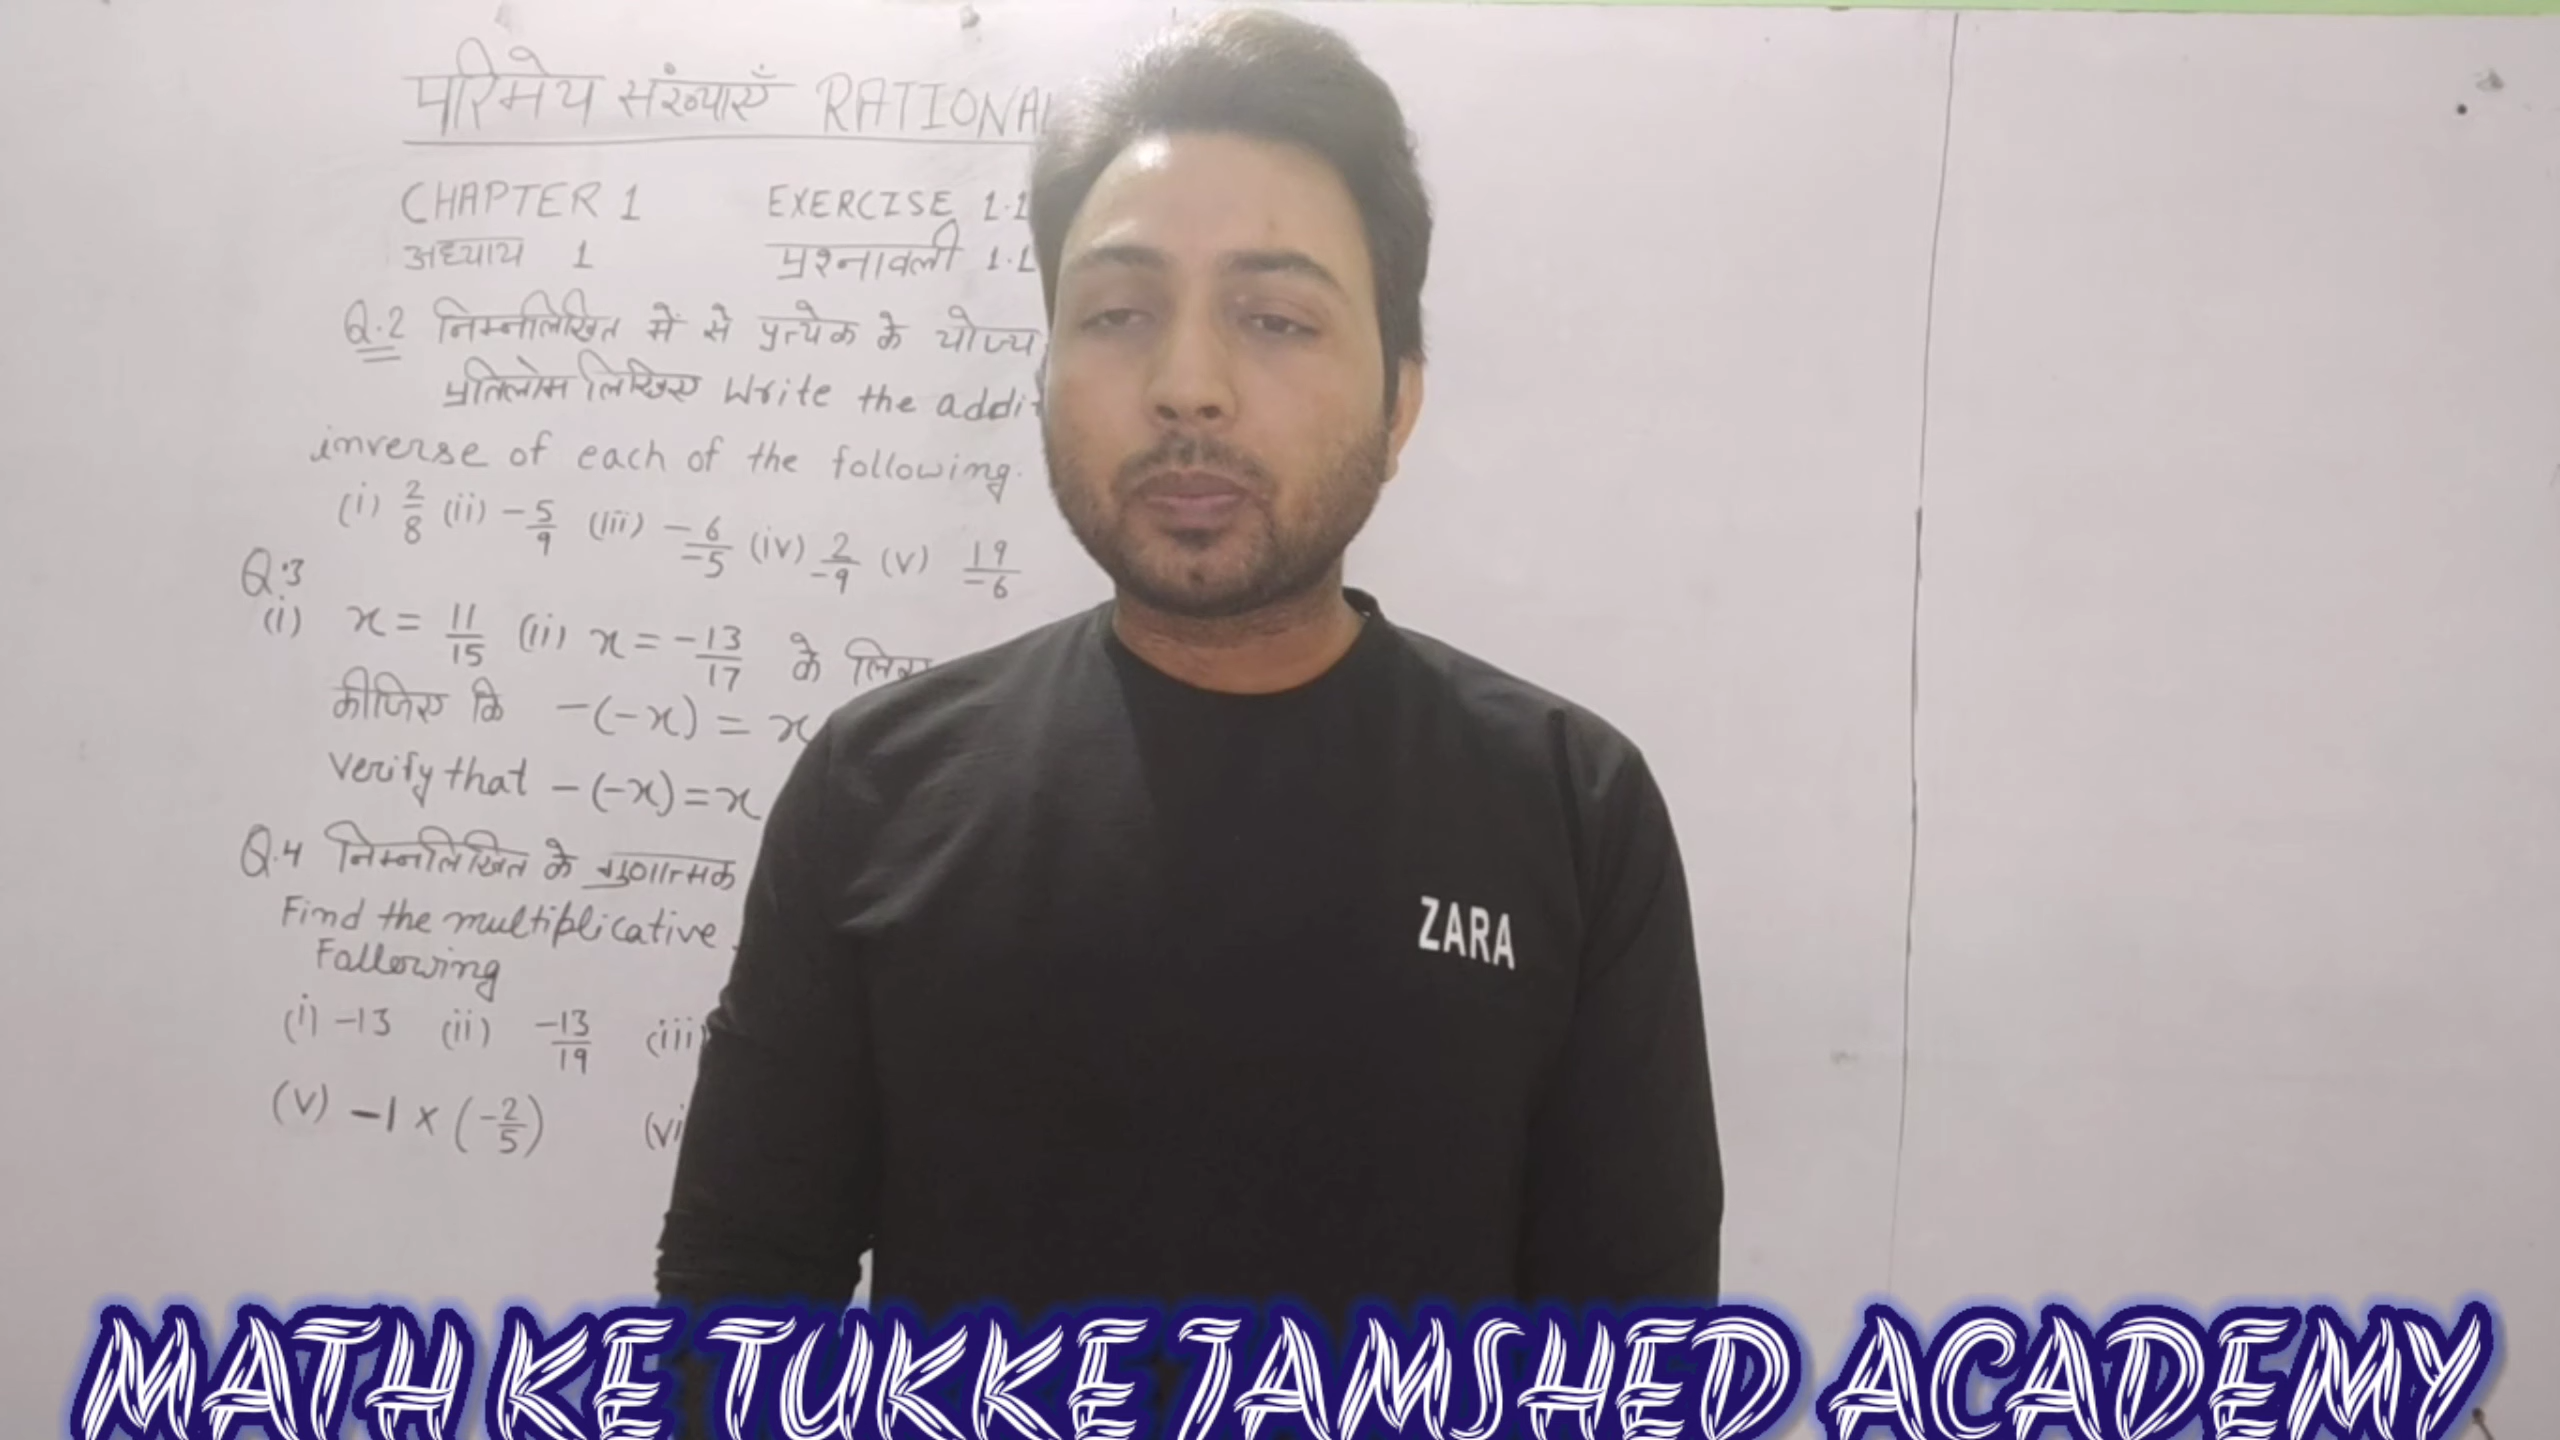 परिमेय संख्याएँ RATIONAL
CHAPTER 1 EXERCISE 1.1
अध्याय 1 प्रश्नावली 1.1
Q.2 निम्नलिखित में से प्रत्येक के योज्य
प्रतिलोम लिखिए Write the addit
inverse of each of the following.
(i) 2/8 (ii) -5/9 (iii) -6/-5 (iv) 2/-9 (v) 19/-6
Q.3
(i) x = 11/15 (ii) x = -13/17 के लिए
कीजिए कि -(-x) = x
verify that -(-x) = x
Q.4 निम्नलिखित के गुणात्मक
Find the multiplicative
Fallowing
(i) -13 (ii) -13/19 (iii)
(v) -1 x (-2/5) (vi
ZARA
MATH KE TUKKE JAMSHED ACADEMY